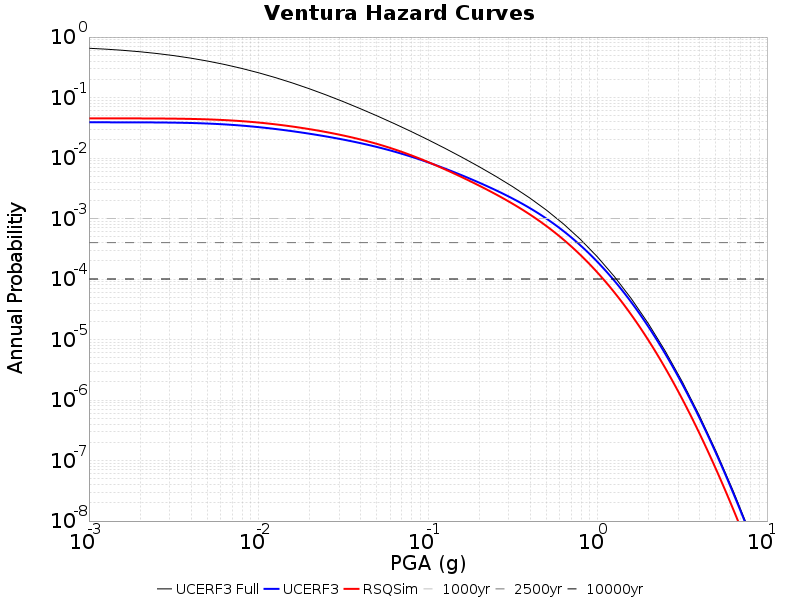 Ventura Hazard Curves
Annual Probabilitiy
10^0
10^-1
10^-2
10^-3
10^-4
10^-5
10^-6
10^-7
10^-8
10^-3 10^-2 10^-1 10^0 10^1
PGA (g)
UCERF3 Full UCERF3 RSQSim 1000yr 2500yr 10000yr